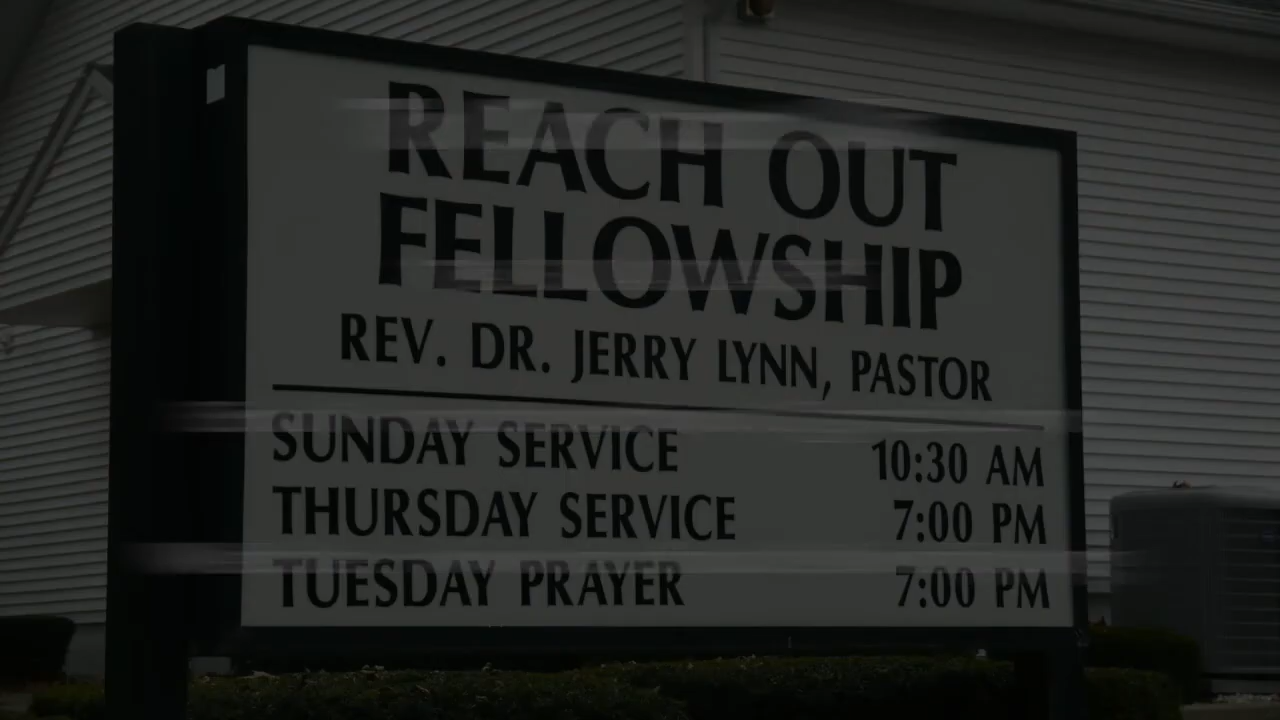 REACH OUT
FELLOWSHIP
REV. DR. JERRY LYNN, PASTOR
SUNDAY SERVICE 10:30 AM
THURSDAY SERVICE 7:00 PM
TUESDAY PRAYER 7:00 PM